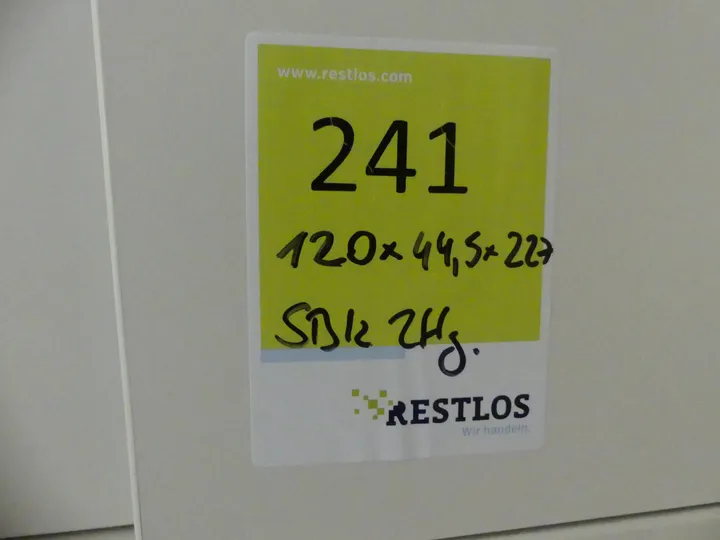 www.restlos.com
241
120x44,5x227
SBK 2Hg.
RESTLOS
Wir handeln.